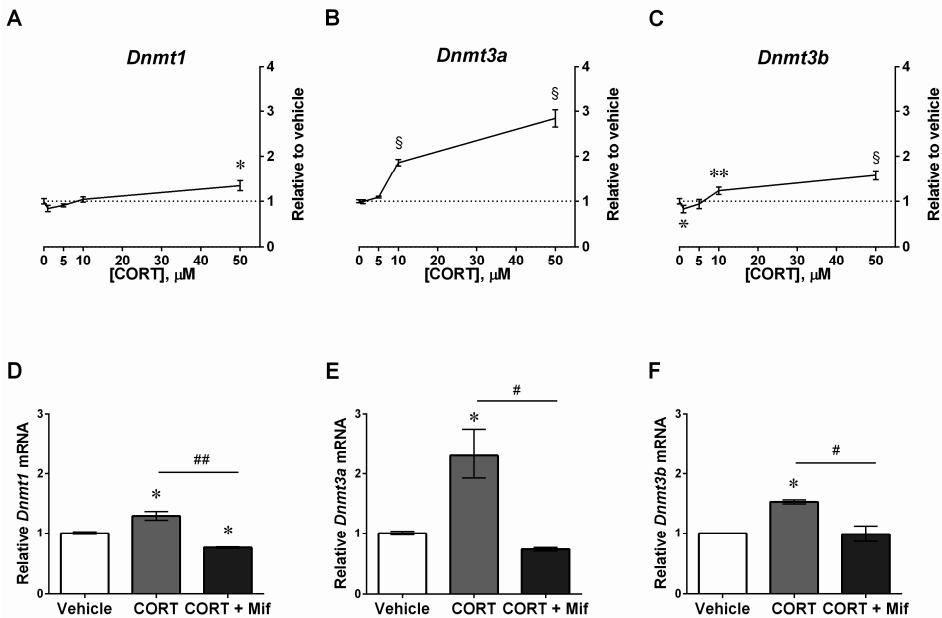 A
B
C
Dnmt1
Dnmt3a
Dnmt3b
4
3
2
1
0
Relative to vehicle
*
0 5 10 20 30 40 50
[CORT], μM
4
3
2
1
0
Relative to vehicle
§
§
0 5 10 20 30 40 50
[CORT], μM
4
3
2
1
0
Relative to vehicle
*
**
§
0 5 10 20 30 40 50
[CORT], μM
D
E
F
Relative Dnmt1 mRNA
3
2
1
0
##
*
*
Vehicle CORT CORT + Mif
Relative Dnmt3a mRNA
3
2
1
0
#
*
Vehicle CORT CORT + Mif
Relative Dnmt3b mRNA
3
2
1
0
#
*
Vehicle CORT CORT + Mif